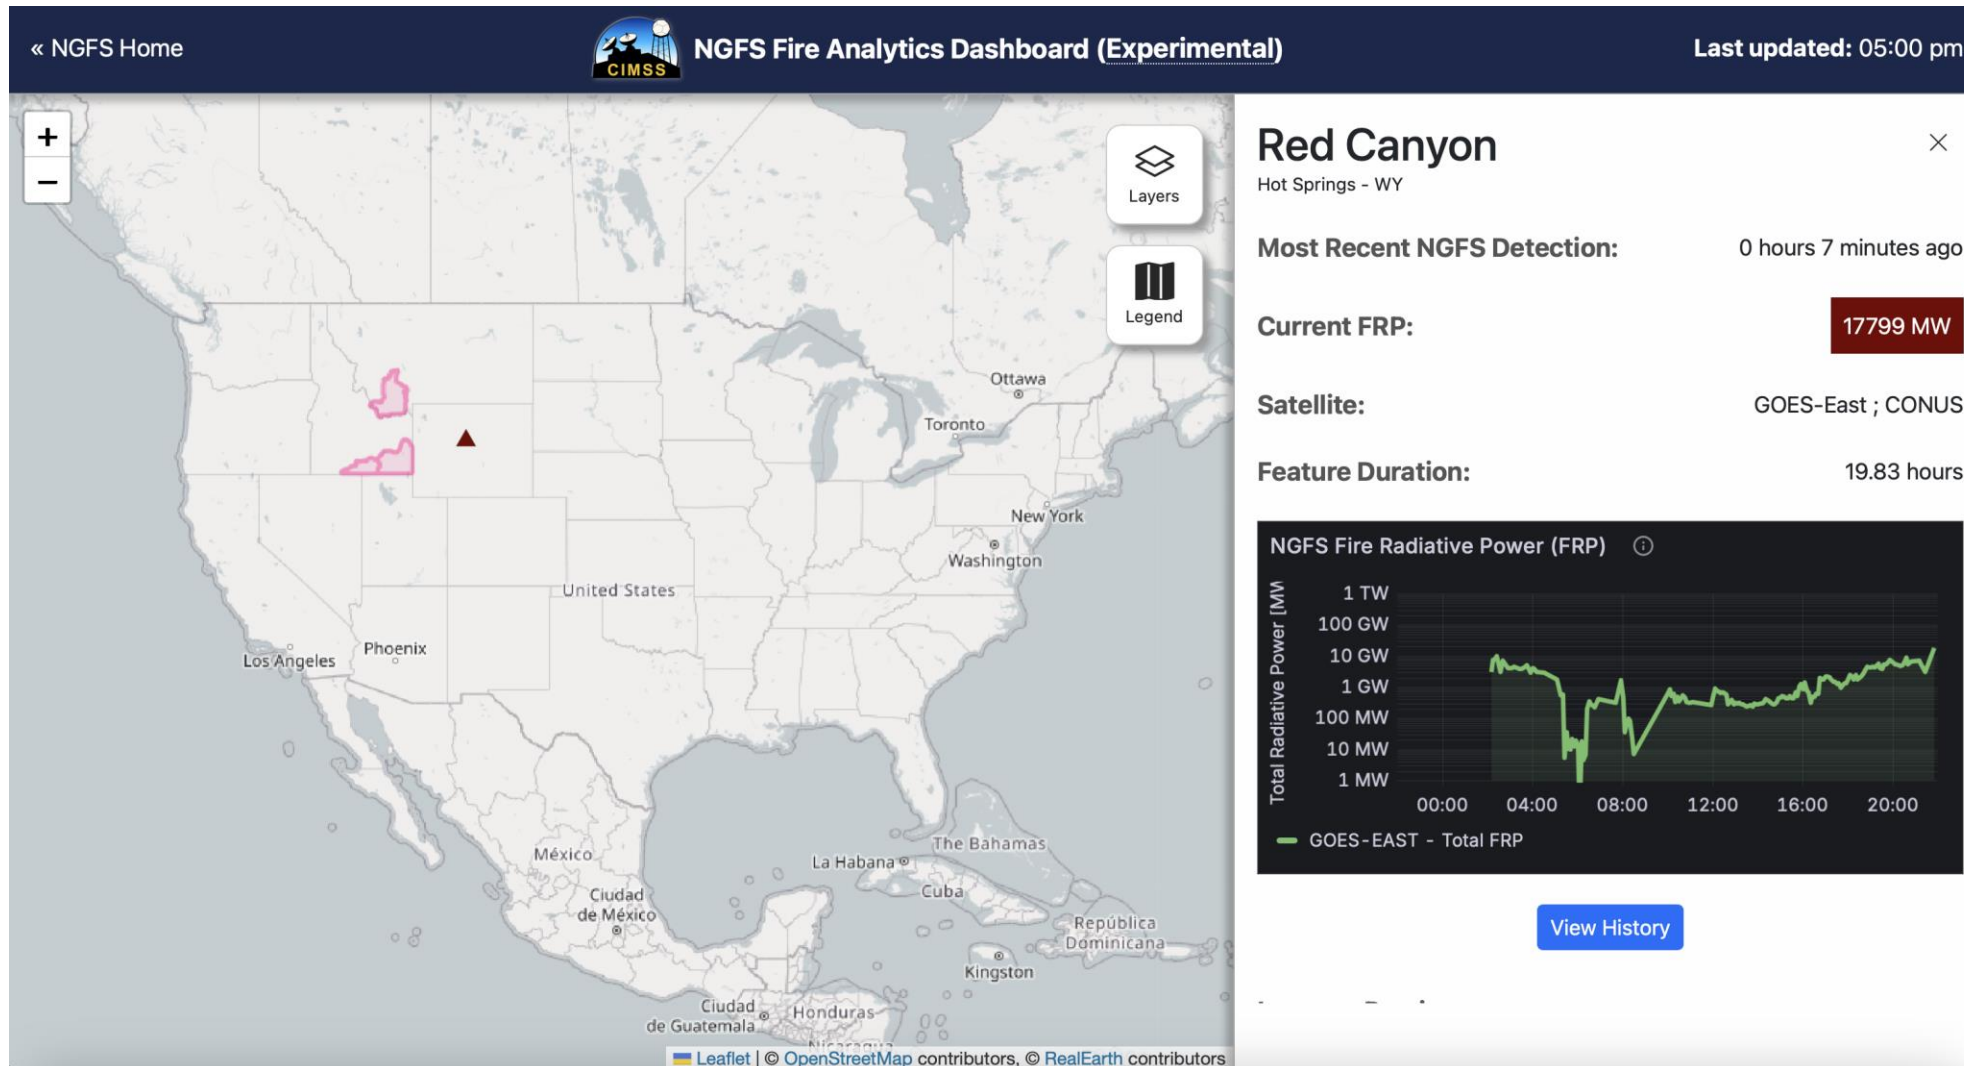 « NGFS Home
CIMSS
NGFS Fire Analytics Dashboard (Experimental)
Last updated: 05:00 pm
+
−
Layers
Legend
Ottawa
Toronto
New York
Washington
United States
Phoenix
Los Angeles
The Bahamas
La Habana
México
Cuba
Ciudad
de México
República
Dominicana
Kingston
Ciudad
de Guatemala
Honduras
Nicaragua
Leaflet | © OpenStreetMap contributors, © RealEarth contributors
Red Canyon
Hot Springs - WY
Most Recent NGFS Detection: 0 hours 7 minutes ago
Current FRP: 17799 MW
Satellite: GOES-East ; CONUS
Feature Duration: 19.83 hours
NGFS Fire Radiative Power (FRP)
Total Radiative Power [MW
1 TW
100 GW
10 GW
1 GW
100 MW
10 MW
1 MW
00:00 04:00 08:00 12:00 16:00 20:00
GOES-EAST - Total FRP
View History